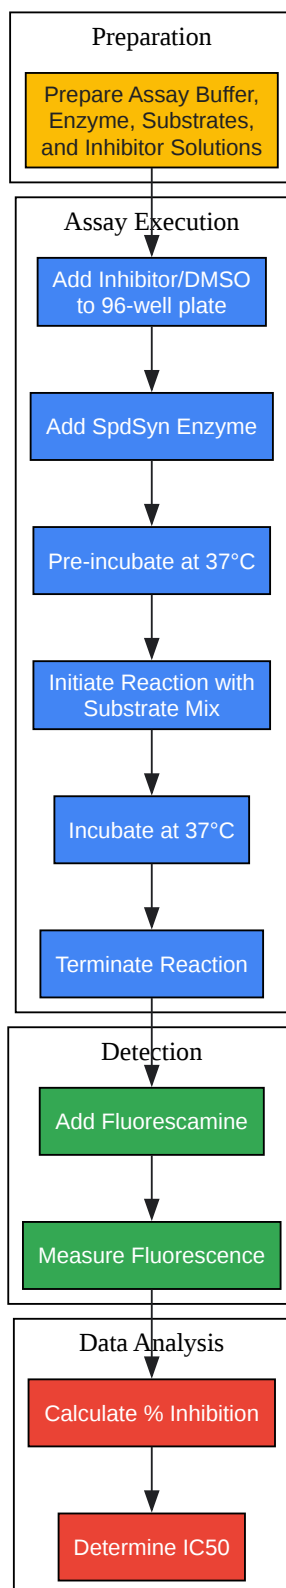 Preparation
Prepare Assay Buffer,
Enzyme, Substrates,
and Inhibitor Solutions
Assay Execution
Add Inhibitor/DMSO
to 96-well plate
Add SpdSyn Enzyme
Pre-incubate at 37°C
Initiate Reaction with
Substrate Mix
Incubate at 37°C
Terminate Reaction
Detection
Add Fluorescamine
Measure Fluorescence
Data Analysis
Calculate % Inhibition
Determine IC50